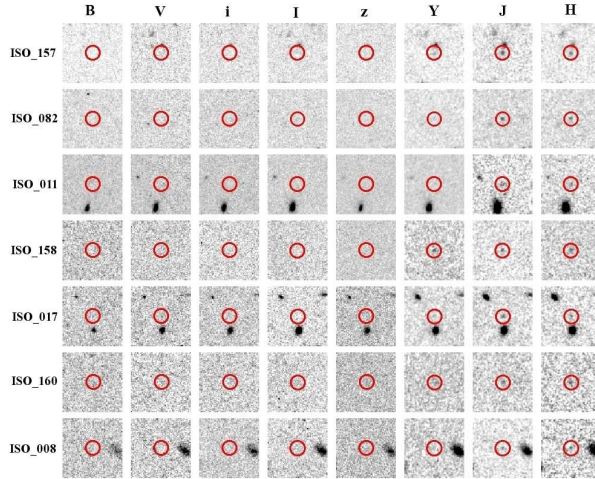 B V i I z Y J H
ISO_157
ISO_082
ISO_011
ISO_158
ISO_017
ISO_160
ISO_008